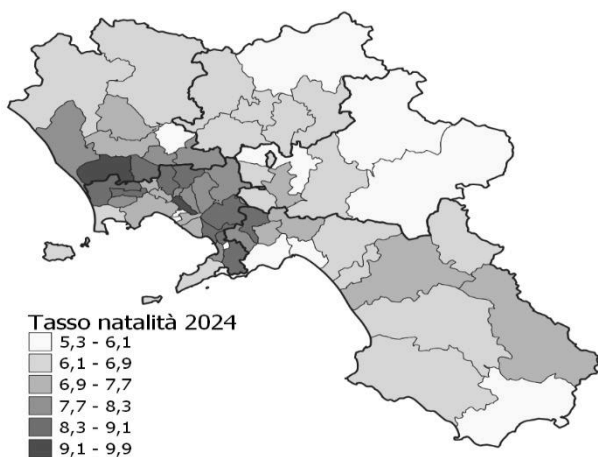 Tasso natalità 2024
5,3 - 6,1
6,1 - 6,9
6,9 - 7,7
7,7 - 8,3
8,3 - 9,1
9,1 - 9,9